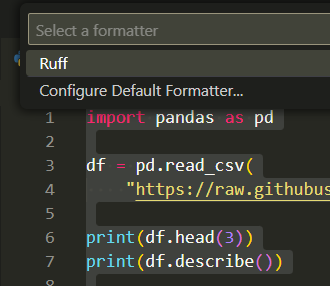 Select a formatter
Ruff
Configure Default Formatter...
1 import pandas as pd
2
3 df = pd.read_csv(
4 "https://raw.githubus
5
6 print(df.head(3))
7 print(df.describe())